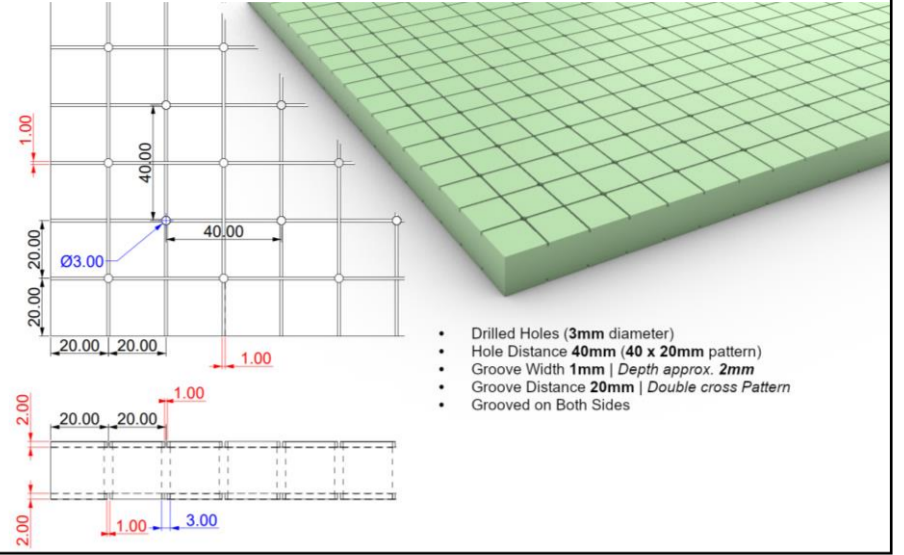 1.00
40.00
40.00
20.00
Ø3.00
20.00
20.00 20.00
1.00
• Drilled Holes (3mm diameter)
• Hole Distance 40mm (40 x 20mm pattern)
• Groove Width 1mm | Depth approx. 2mm
• Groove Distance 20mm | Double cross Pattern
• Grooved on Both Sides
2.00
1.00
20.00 20.00
2.00
1.00
3.00